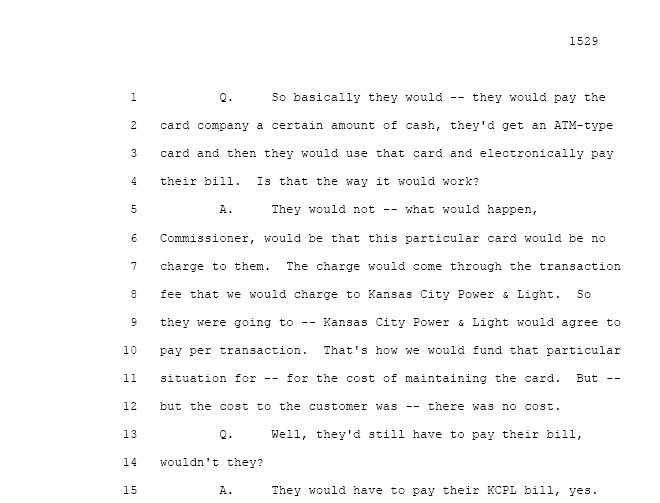 1529
1 Q. So basically they would -- they would pay the
2 card company a certain amount of cash, they'd get an ATM-type
3 card and then they would use that card and electronically pay
4 their bill. Is that the way it would work?
5 A. They would not -- what would happen,
6 Commissioner, would be that this particular card would be no
7 charge to them. The charge would come through the transaction
8 fee that we would charge to Kansas City Power & Light. So
9 they were going to -- Kansas City Power & Light would agree to
10 pay per transaction. That's how we would fund that particular
11 situation for -- for the cost of maintaining the card. But --
12 but the cost to the customer was -- there was no cost.
13 Q. Well, they'd still have to pay their bill,
14 wouldn't they?
15 A. They would have to pay their KCPL bill, yes.